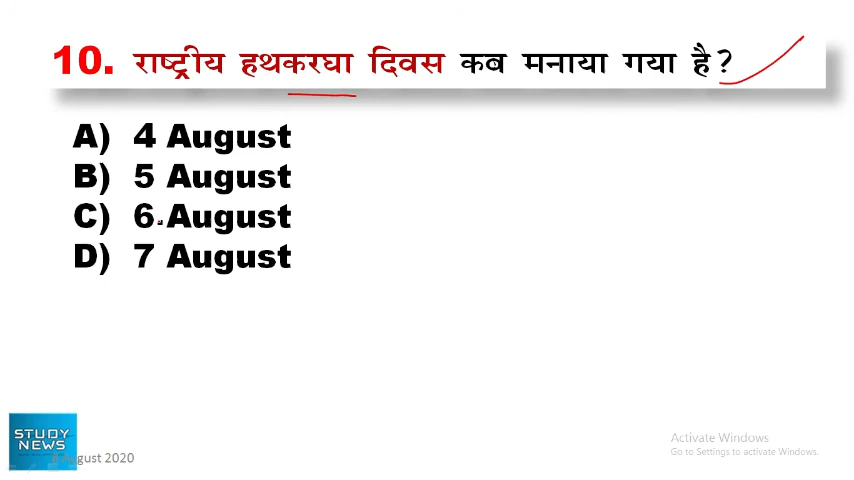 10. राष्ट्रीय हथकरघा दिवस कब मनाया गया है?
A) 4 August
B) 5 August
C) 6 August
D) 7 August
STUDY
NEWS
August 2020
Activate Windows
Go to Settings to activate Windows.